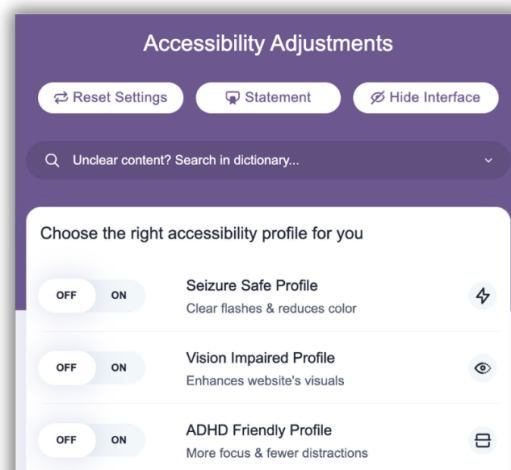 Accessibility Adjustments
Reset Settings
Statement
Hide Interface
Unclear content? Search in dictionary...
Choose the right accessibility profile for you
OFF ON
Seizure Safe Profile
Clear flashes & reduces color
OFF ON
Vision Impaired Profile
Enhances website's visuals
OFF ON
ADHD Friendly Profile
More focus & fewer distractions